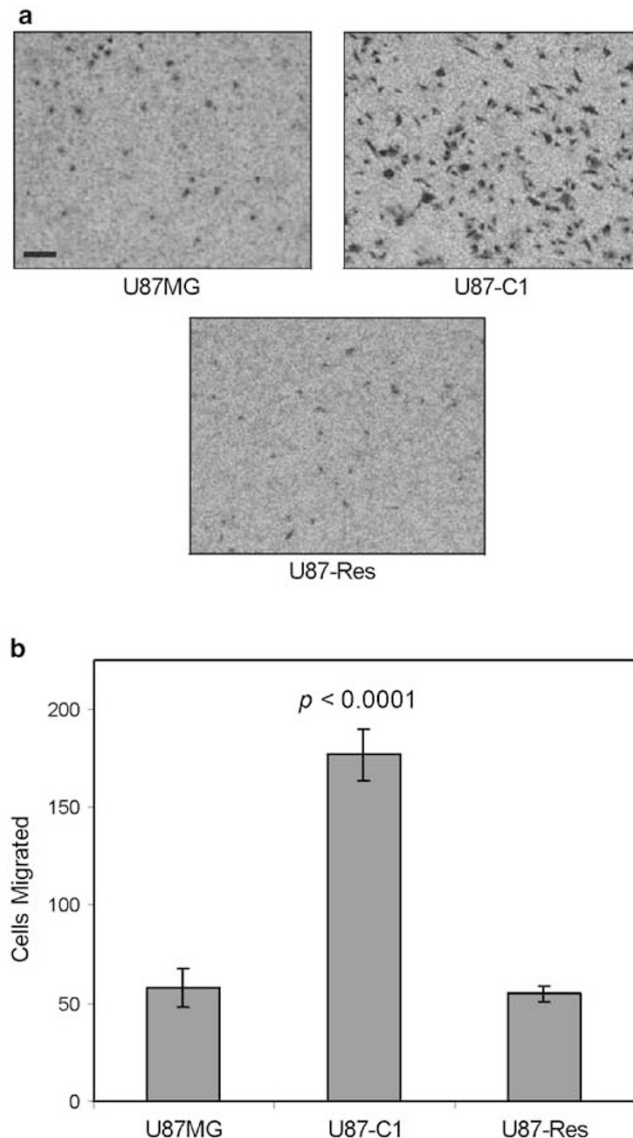 a
U87MG
U87-C1
U87-Res
b
p < 0.0001
Cells Migrated
200
150
100
50
0
U87MG
U87-C1
U87-Res